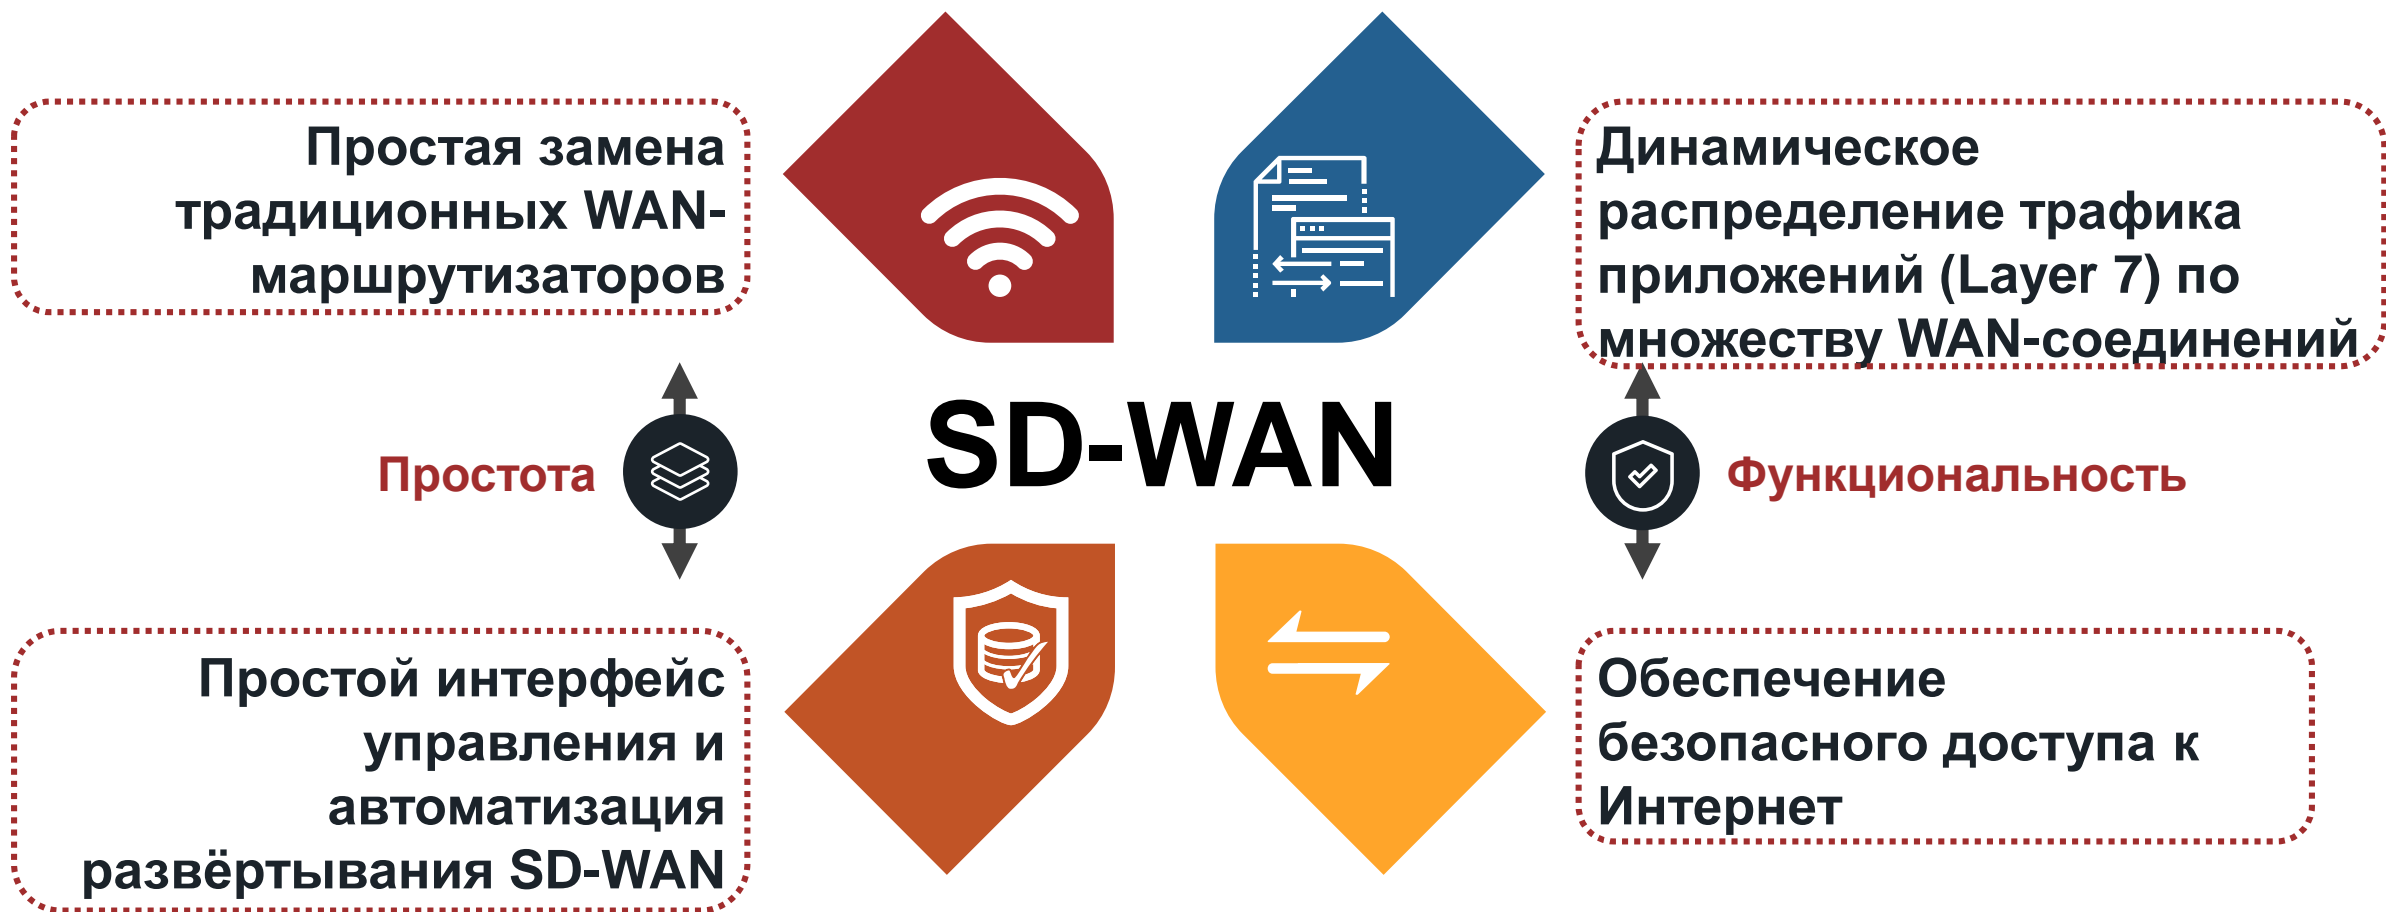 Простая замена
традиционных WAN-
маршрутизаторов
Динамическое
распределение трафика
приложений (Layer 7) по
множеству WAN-соединений
Простота
SD-WAN
Функциональность
Простой интерфейс
управления и
автоматизация
развёртывания SD-WAN
Обеспечение
безопасного доступа к
Интернет